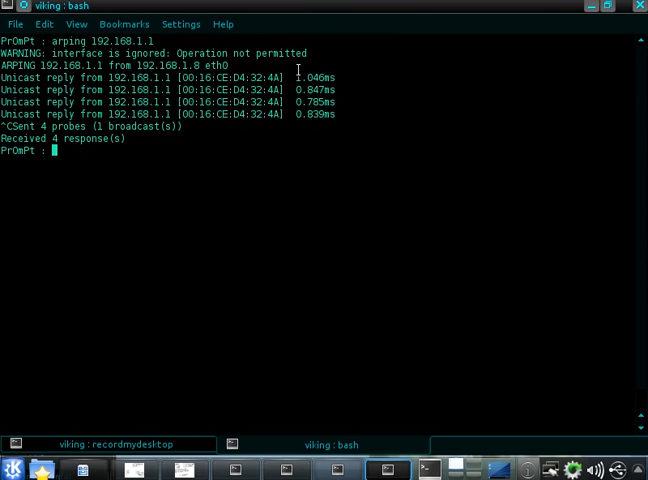 viking : bash
File Edit View Bookmarks Settings Help
PrOmPt : arping 192.168.1.1
WARNING: interface is ignored: Operation not permitted
ARPING 192.168.1.1 from 192.168.1.8 eth0
Unicast reply from 192.168.1.1 [00:16:CE:D4:32:4A] 1.046ms
Unicast reply from 192.168.1.1 [00:16:CE:D4:32:4A] 0.847ms
Unicast reply from 192.168.1.1 [00:16:CE:D4:32:4A] 0.785ms
Unicast reply from 192.168.1.1 [00:16:CE:D4:32:4A] 0.839ms
^CSent 4 probes (1 broadcast(s))
Received 4 response(s)
PrOmPt :
viking : recordmydesktop viking : bash